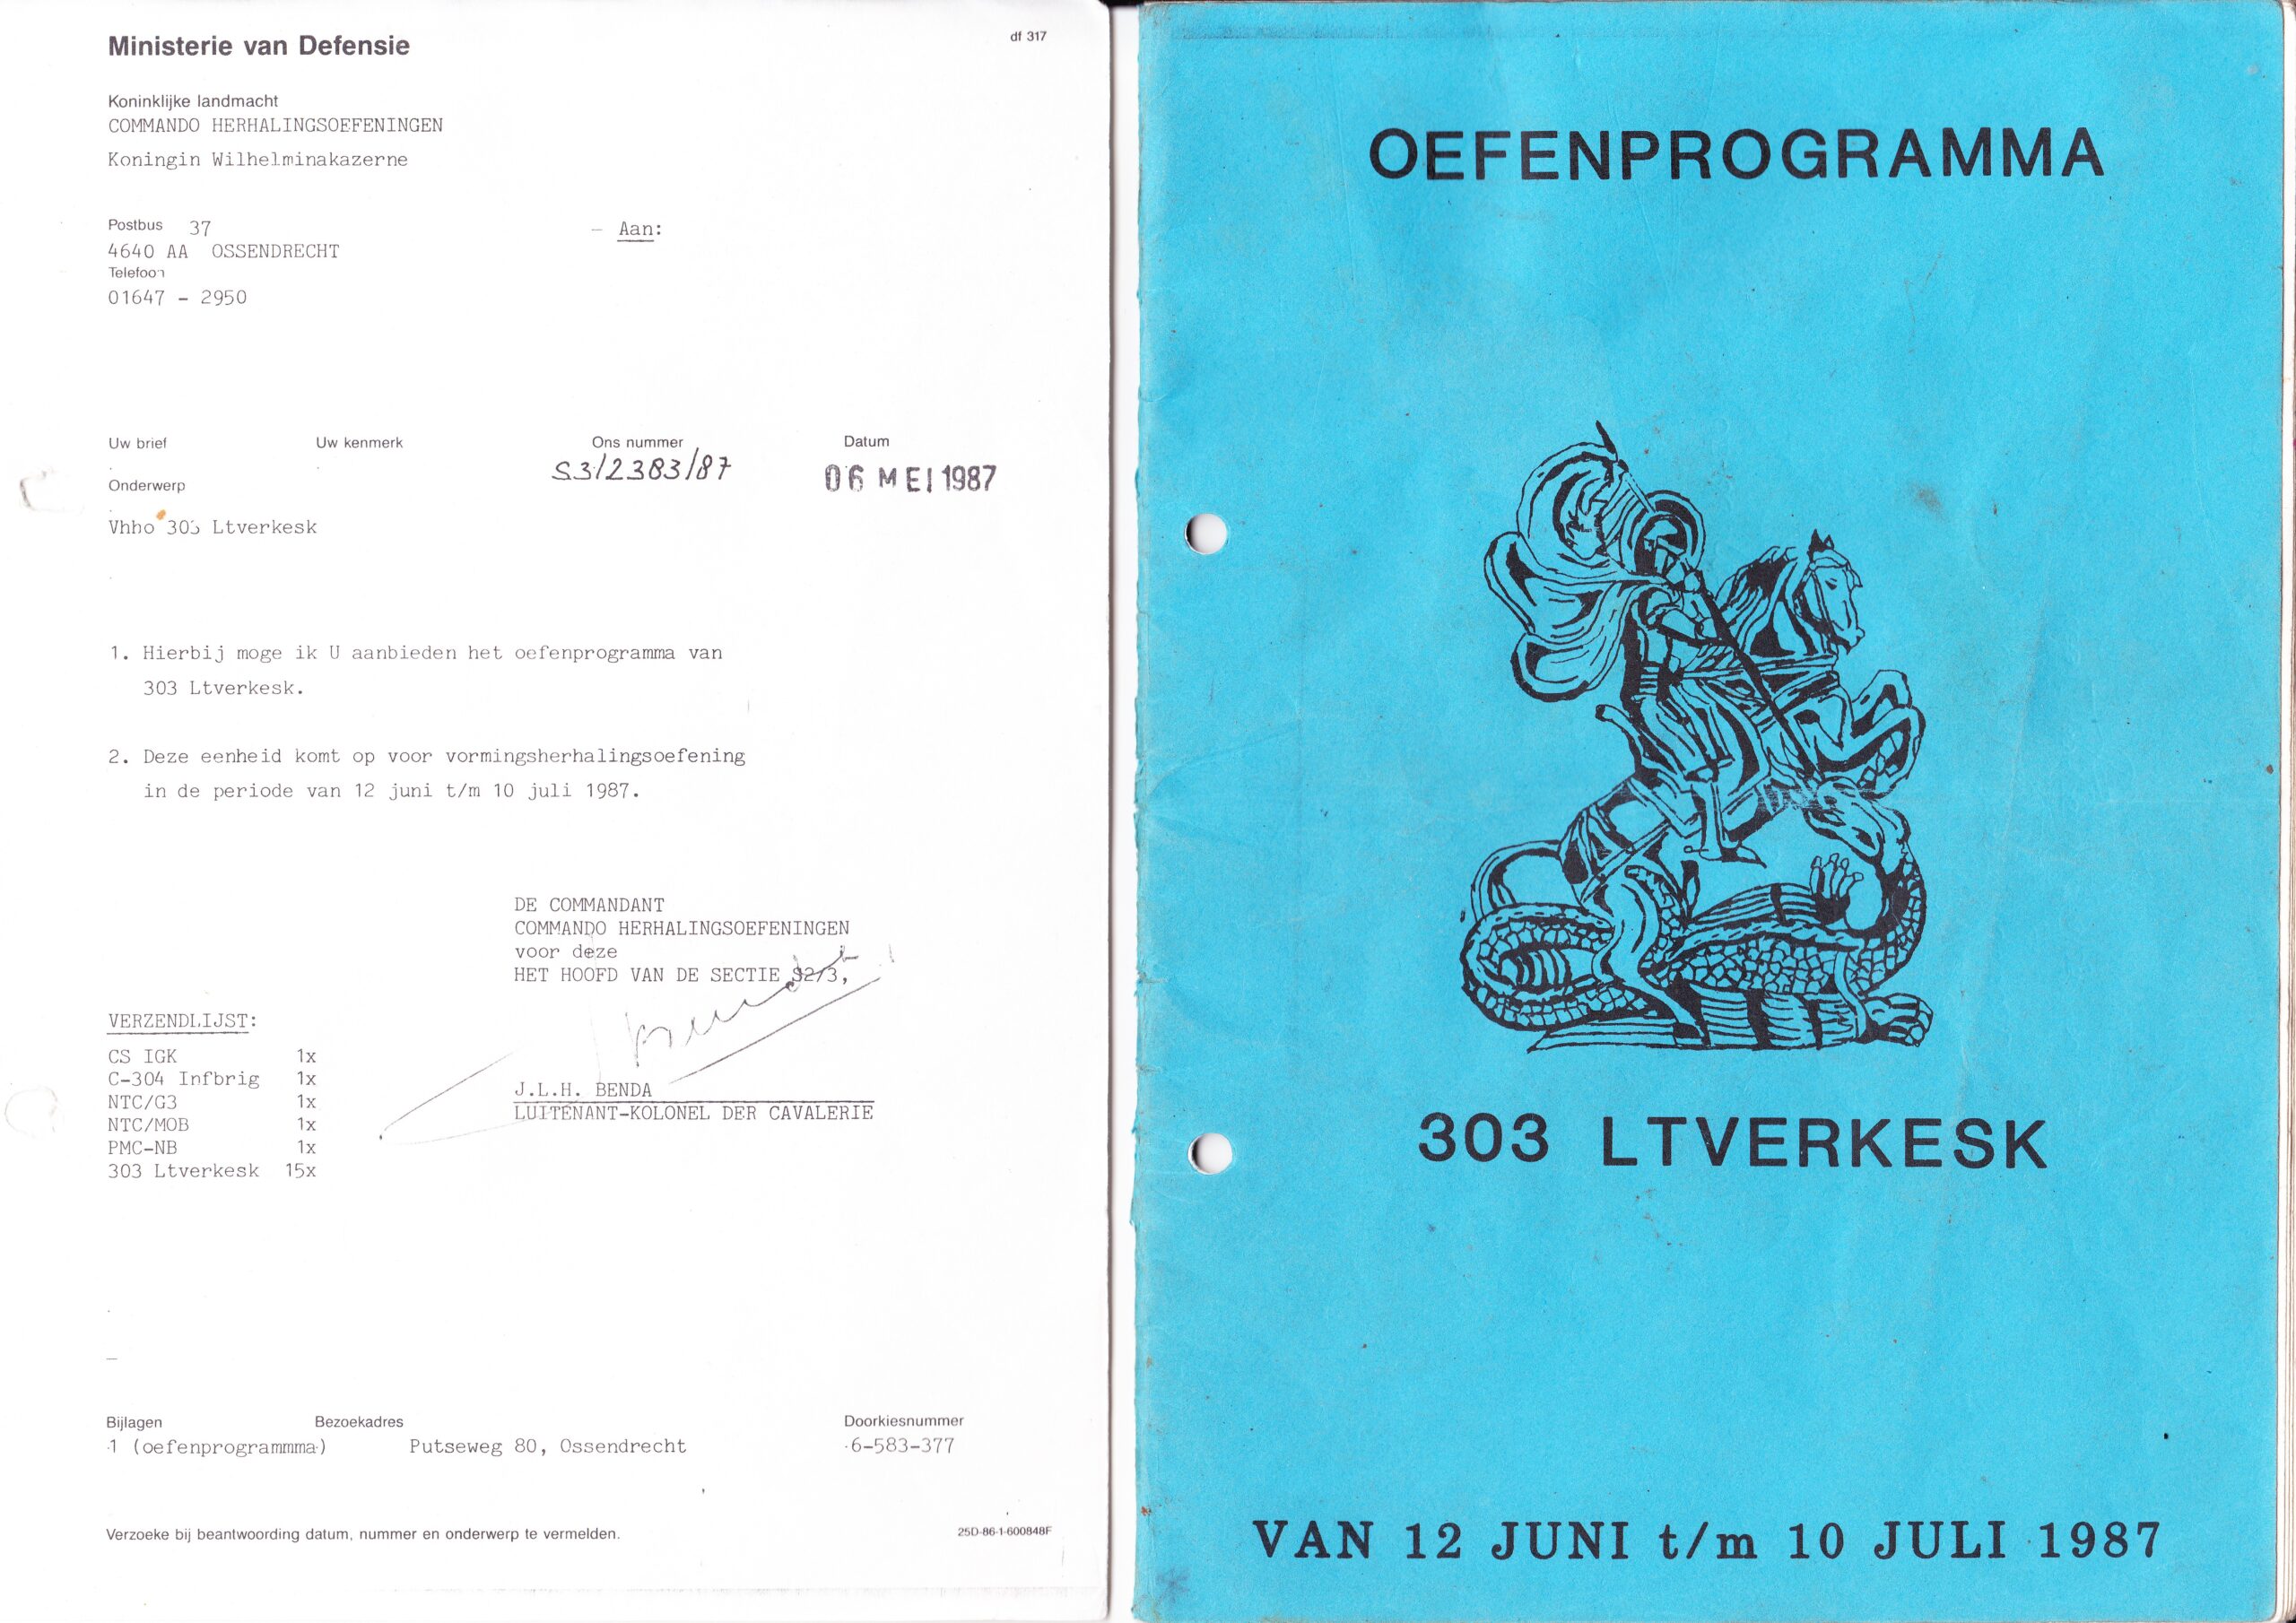 Ministerie van Defensie
df 317
Koninklijke landmacht
COMMANDO HERHALINGSOEFENINGEN
Koningin Wilhelminakazerne
Postbus 37
4640 AA OSSENDRECHT
Telefoon
01647 - 2950
- Aan:
Uw brief Uw kenmerk Ons nummer Datum
S3/2383/87 06 MEI 1987
Onderwerp
Vhho 303 Ltverkesk
1. Hierbij moge ik U aanbieden het oefenprogramma van
303 Ltverkesk.
2. Deze eenheid komt op voor vormingsherhalingsoefening
in de periode van 12 juni t/m 10 juli 1987.
DE COMMANDANT
COMMANDO HERHALINGSOEFENINGEN
voor deze
HET HOOFD VAN DE SECTIE S2/3,
Benda
J.L.H. BENDA
LUITENANT-KOLONEL DER CAVALERIE
VERZENDLIJST:
CS IGK 1x
C-304 Infbrig 1x
NTC/G3 1x
NTC/MOB 1x
PMC-NB 1x
303 Ltverkesk 15x
Bijlagen Bezoekadres Doorkiesnummer
1 (oefenprogrammma) Putseweg 80, Ossendrecht 6-583-377
Verzoeke bij beantwoording datum, nummer en onderwerp te vermelden.
25D-86-1-600848F
OEFENPROGRAMMA
303 LTVERKESK
VAN 12 JUNI t/m 10 JULI 1987